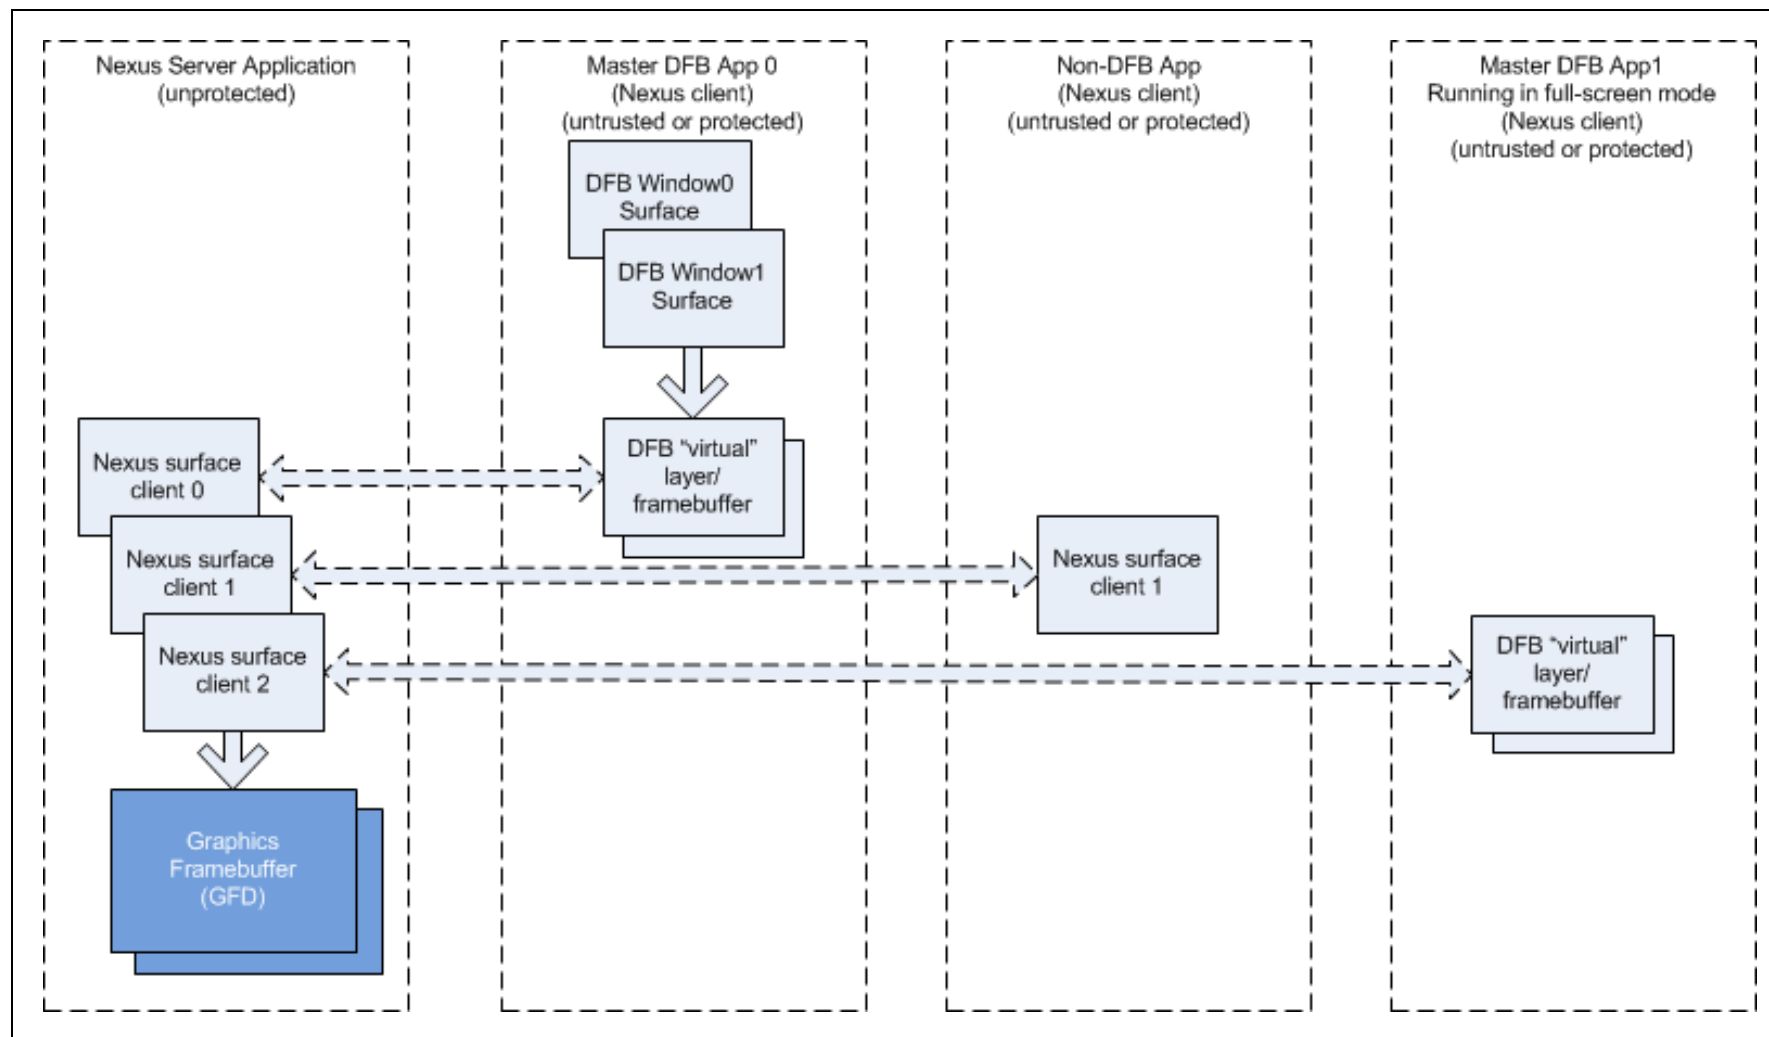 Nexus Server Application
(unprotected)
Master DFB App 0
(Nexus client)
(untrusted or protected)
Non-DFB App
(Nexus client)
(untrusted or protected)
Master DFB App1
Running in full-screen mode
(Nexus client)
(untrusted or protected)
DFB Window0
Surface
DFB Window1
Surface
Nexus surface
client 0
DFB “virtual”
layer/
framebuffer
Nexus surface
client 1
Nexus surface
client 1
Nexus surface
client 2
DFB “virtual”
layer/
framebuffer
Graphics
Framebuffer
(GFD)